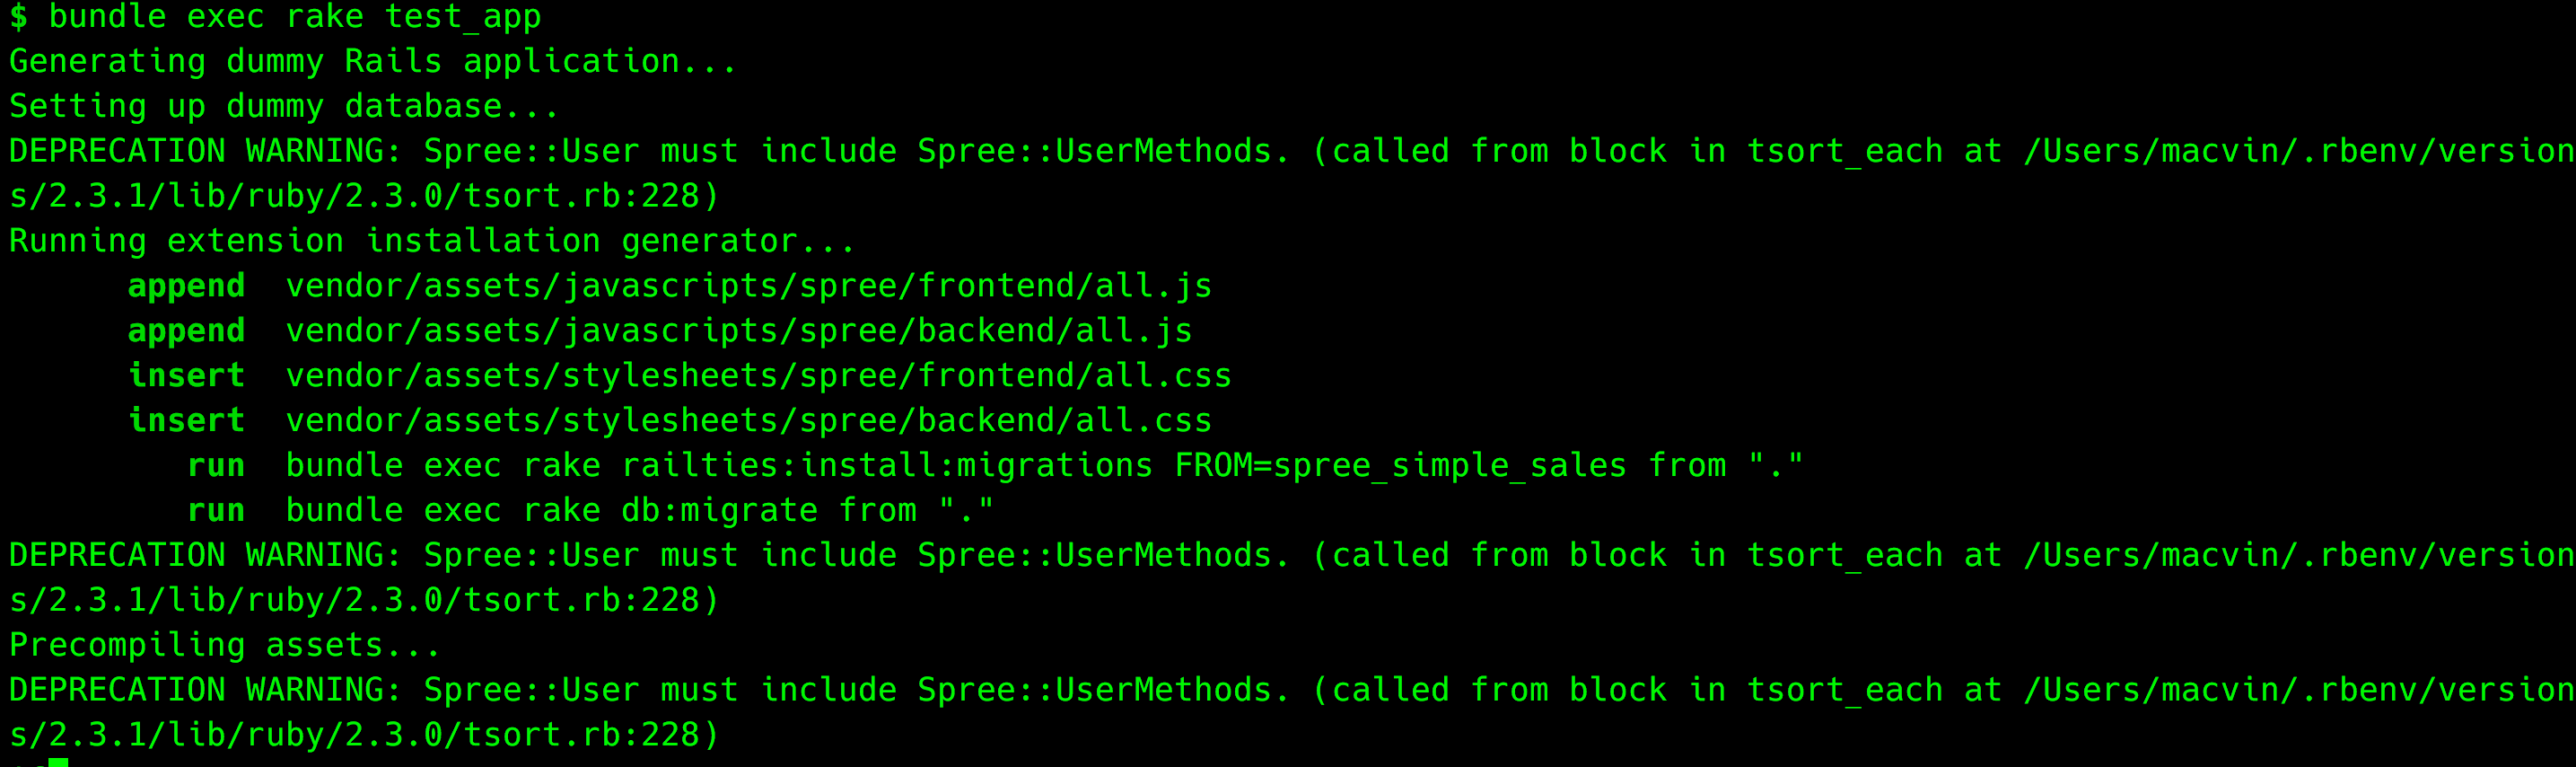 $ bundle exec rake test_app
Generating dummy Rails application...
Setting up dummy database...
DEPRECATION WARNING: Spree::User must include Spree::UserMethods. (called from block in tsort_each at /Users/macvin/.rbenv/version
s/2.3.1/lib/ruby/2.3.0/tsort.rb:228)
Running extension installation generator...
      append  vendor/assets/javascripts/spree/frontend/all.js
      append  vendor/assets/javascripts/spree/backend/all.js
      insert  vendor/assets/stylesheets/spree/frontend/all.css
      insert  vendor/assets/stylesheets/spree/backend/all.css
         run  bundle exec rake railties:install:migrations FROM=spree_simple_sales from "."
         run  bundle exec rake db:migrate from "."
DEPRECATION WARNING: Spree::User must include Spree::UserMethods. (called from block in tsort_each at /Users/macvin/.rbenv/version
s/2.3.1/lib/ruby/2.3.0/tsort.rb:228)
Precompiling assets...
DEPRECATION WARNING: Spree::User must include Spree::UserMethods. (called from block in tsort_each at /Users/macvin/.rbenv/version
s/2.3.1/lib/ruby/2.3.0/tsort.rb:228)